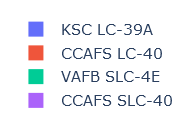 KSC LC-39A
CCAFS LC-40
VAFB SLC-4E
CCAFS SLC-40